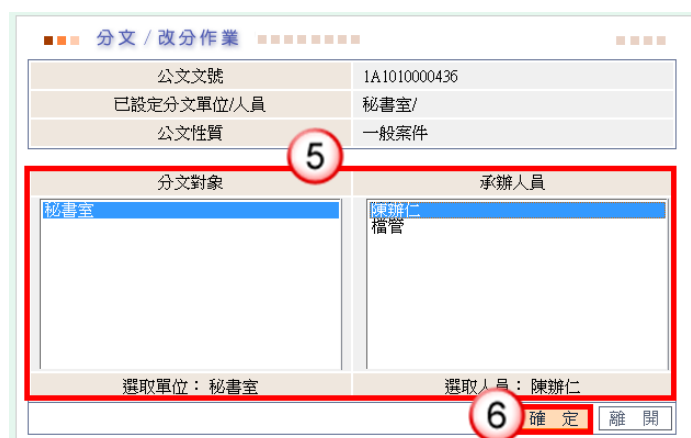 分文 / 改分作業
公文文號 1A1010000436
已設定分文單位/人員 秘書室/
公文性質 一般案件
5
分文對象 承辦人員
秘書室 陳辦仁
檔管
選取單位： 秘書室 選取人員： 陳辦仁
6 確 定 離 開